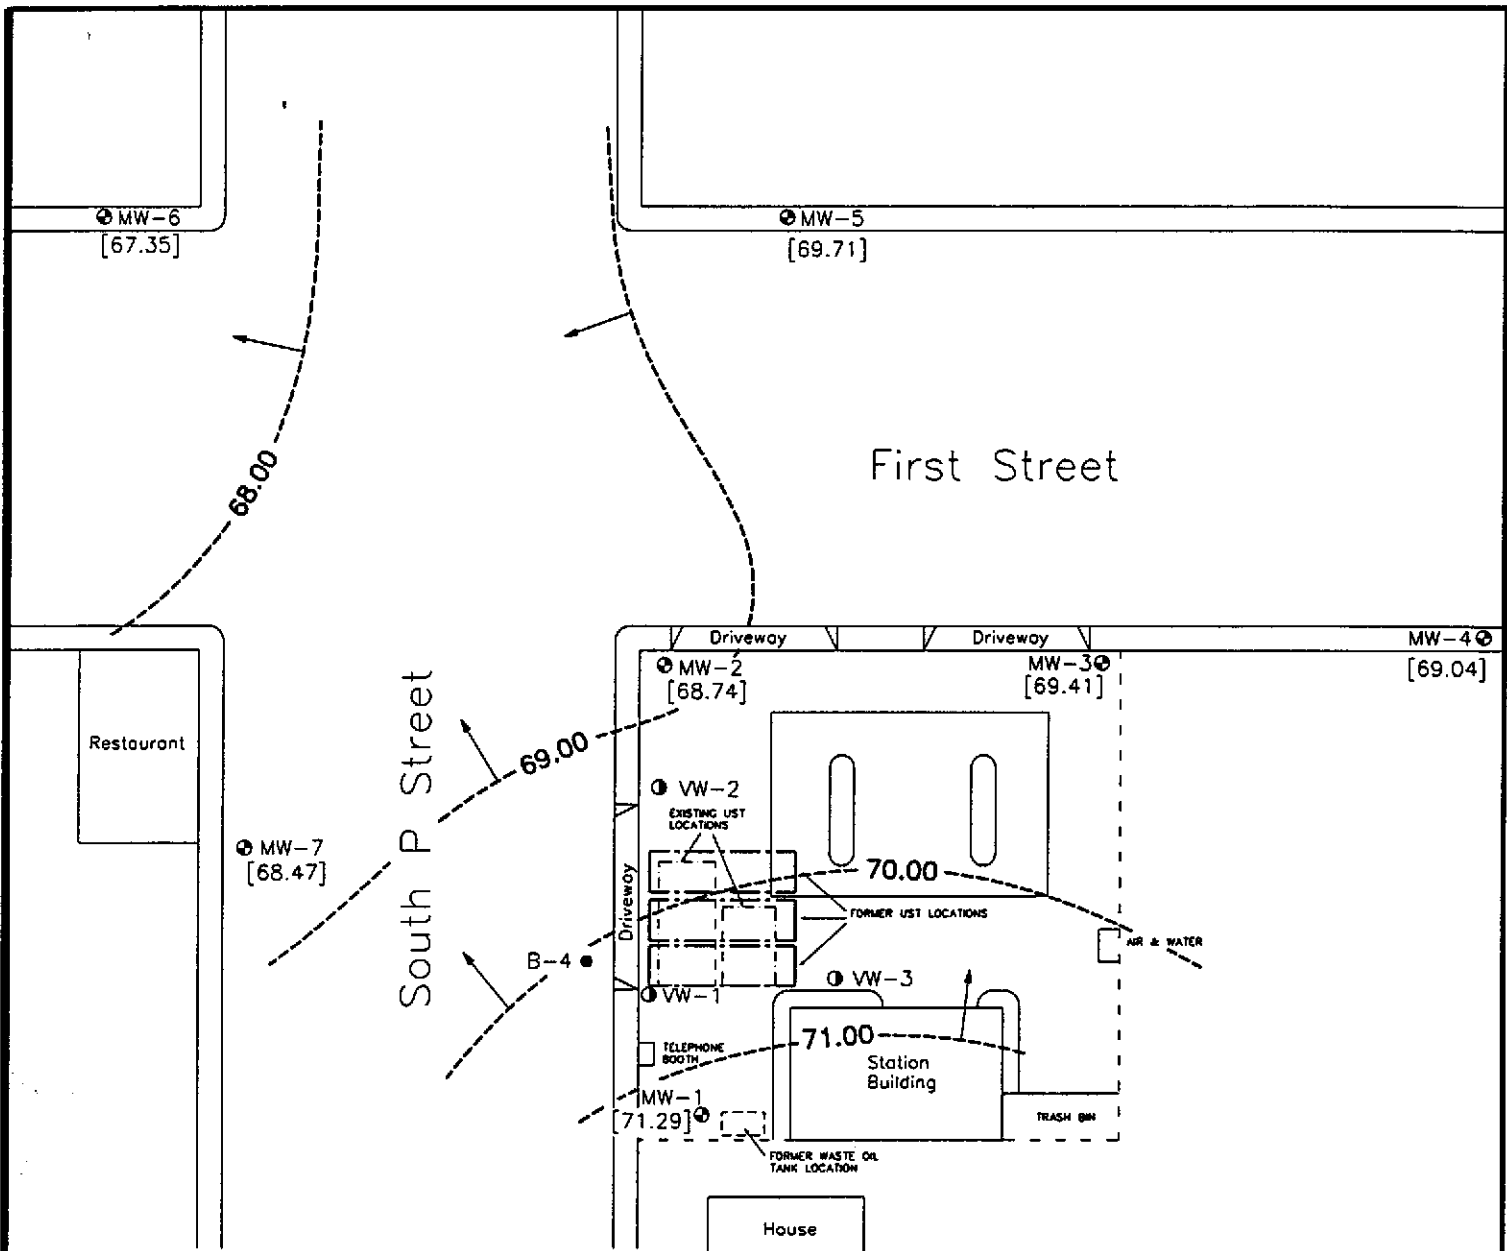 MW-6
[67.35]
MW-5
[69.71]
First Street
68.00
Driveway
Driveway
MW-4
[69.04]
MW-2
[68.74]
MW-3
[69.41]
Restaurant
South P Street
69.00
VW-2
EXISTING UST
LOCATIONS
MW-7
[68.47]
Driveway
70.00
FORMER UST LOCATIONS
AIR & WATER
B-4
VW-3
VW-1
71.00
TELEPHONE
BOOTH
Station
Building
MW-1
[71.29]
TRASH BIN
FORMER WASTE OIL
TANK LOCATION
House